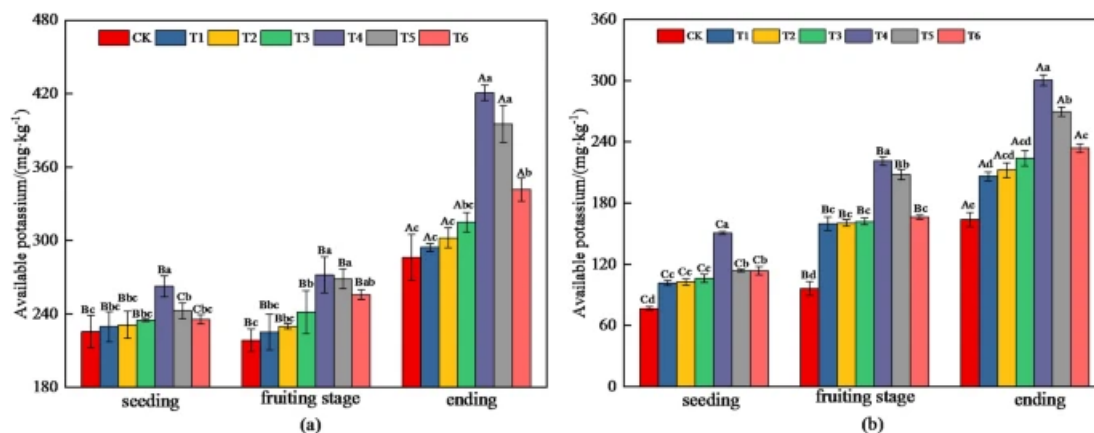 480
420
360
300
240
180
Available potassium/(mg·kg⁻¹)
CK T1 T2 T3 T4 T5 T6
Bc Bbc Bbc Bbc Ba Cb Cbc
Bc Bbc Bbc Bb Ba Ba Bab
Ac Ac Ac Abc Aa Aa Ab
seeding fruiting stage ending
(a)
360
300
240
180
120
60
0
Available potassium/(mg·kg⁻¹)
CK T1 T2 T3 T4 T5 T6
Cd Cc Cc Cc Ca Cb Cb
Bd Bc Bc Bc Ba Bb Bc
Ad Acd Acd Aa Ab Ac
seeding fruiting stage ending
(b)